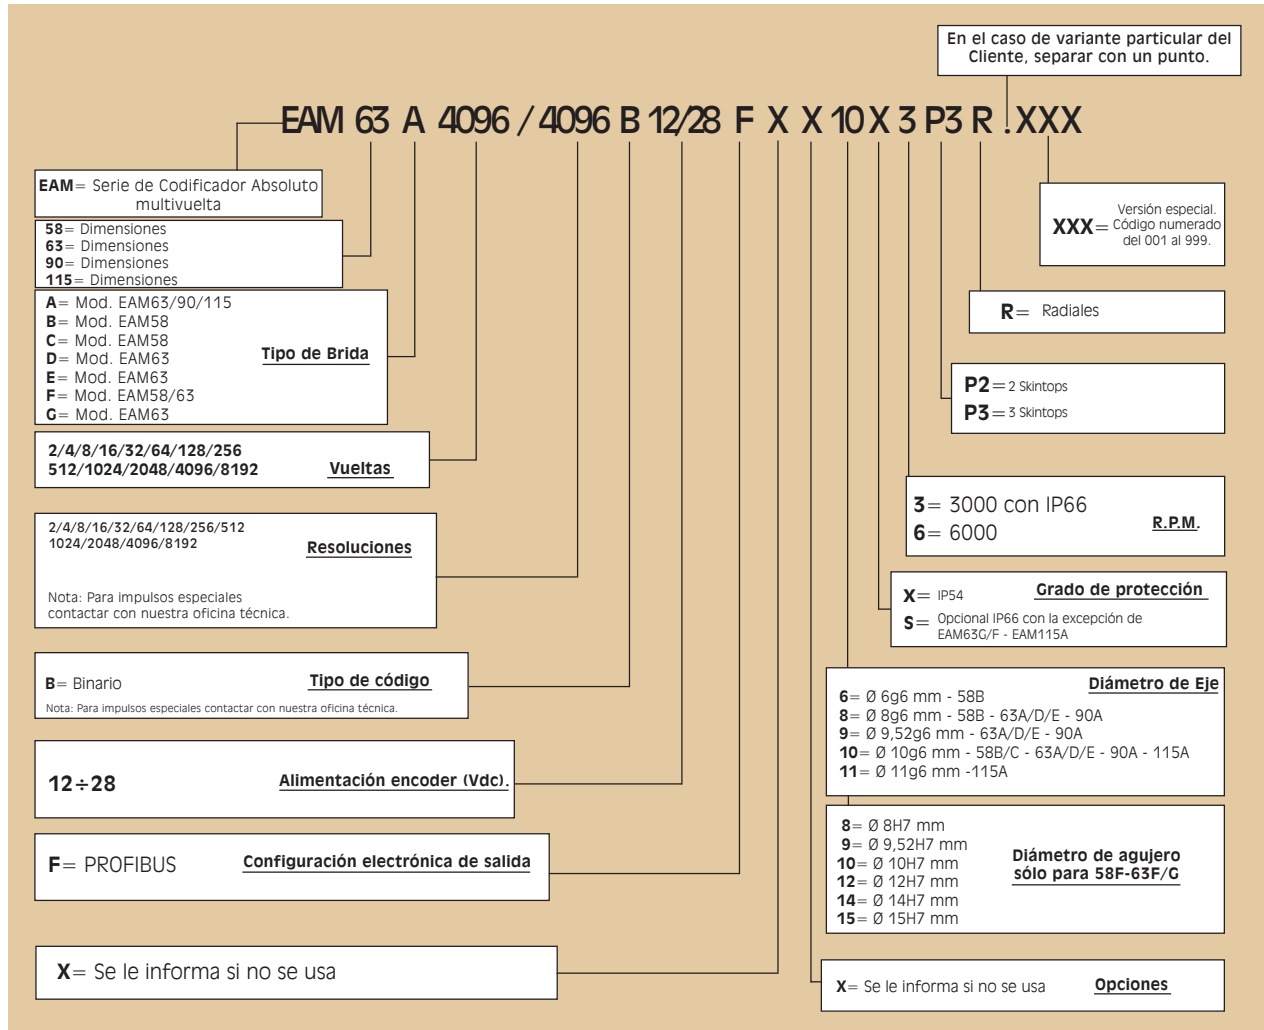 En el caso de variante particular del
Cliente, separar con un punto.
EAM 63 A 4096 / 4096 B 12/28 F X X 10 X 3 P3 R . XXX
EAM= Serie de Codificador Absoluto
multivuelta
58= Dimensiones
63= Dimensiones
90= Dimensiones
115= Dimensiones
A= Mod. EAM63/90/115
B= Mod. EAM58
C= Mod. EAM58
D= Mod. EAM63
E= Mod. EAM63
F= Mod. EAM58/63
G= Mod. EAM63
Tipo de Brida
2/4/8/16/32/64/128/256
512/1024/2048/4096/8192
Vueltas
2/4/8/16/32/64/128/256/512
1024/2048/4096/8192
Resoluciones
Nota: Para impulsos especiales
contactar con nuestra oficina técnica.
B= Binario
Tipo de código
Nota: Para impulsos especiales contactar con nuestra oficina técnica.
12÷28
Alimentación encoder (Vdc).
F= PROFIBUS
Configuración electrónica de salida
X= Se le informa si no se usa
XXX=
Versión especial.
Código numerado
del 001 al 999.
R= Radiales
P2= 2 Skintops
P3= 3 Skintops
3= 3000 con IP66
6= 6000
R.P.M.
X= IP54
Grado de protección
S= Opcional IP66 con la excepción de
EAM63G/F - EAM115A
Diámetro de Eje
6= Ø 6g6 mm - 58B
8= Ø 8g6 mm - 58B - 63A/D/E - 90A
9= Ø 9,52g6 mm - 63A/D/E - 90A
10= Ø 10g6 mm - 58B/C - 63A/D/E - 90A - 115A
11= Ø 11g6 mm -115A
8= Ø 8H7 mm
9= Ø 9,52H7 mm
10= Ø 10H7 mm
12= Ø 12H7 mm
14= Ø 14H7 mm
15= Ø 15H7 mm
Diámetro de agujero
sólo para 58F-63F/G
X= Se le informa si no se usa
Opciones